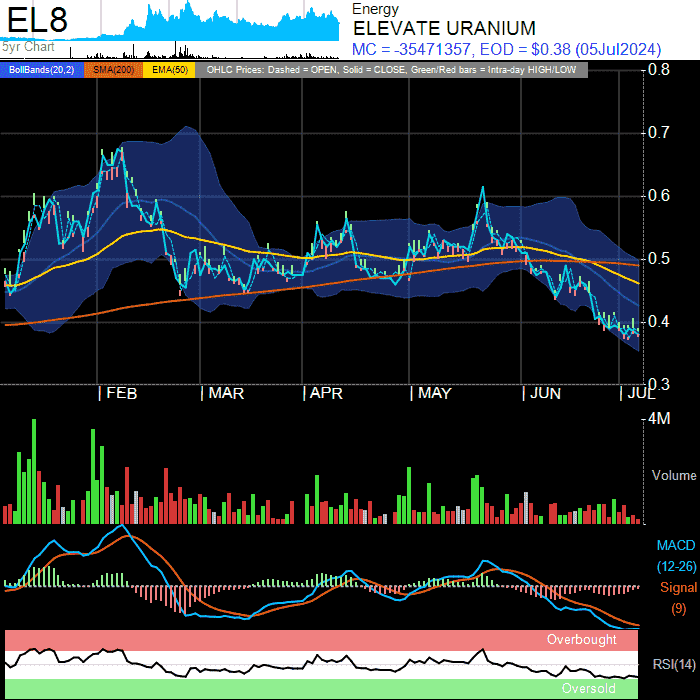 EL8
5yr Chart
Energy
ELEVATE URANIUM
MC = -35471357, EOD = $0.38 (05Jul2024)
BollBands(20,2) SMA(200) EMA(50) OHLC Prices: Dashed = OPEN, Solid = CLOSE, Green/Red bars = Intra-day HIGH/LOW
0.8
0.7
0.6
0.5
0.4
0.3
| FEB | MAR | APR | MAY | JUN | JUL
4M
Volume
MACD
(12-26)
Signal
(9)
Overbought
RSI(14)
Oversold